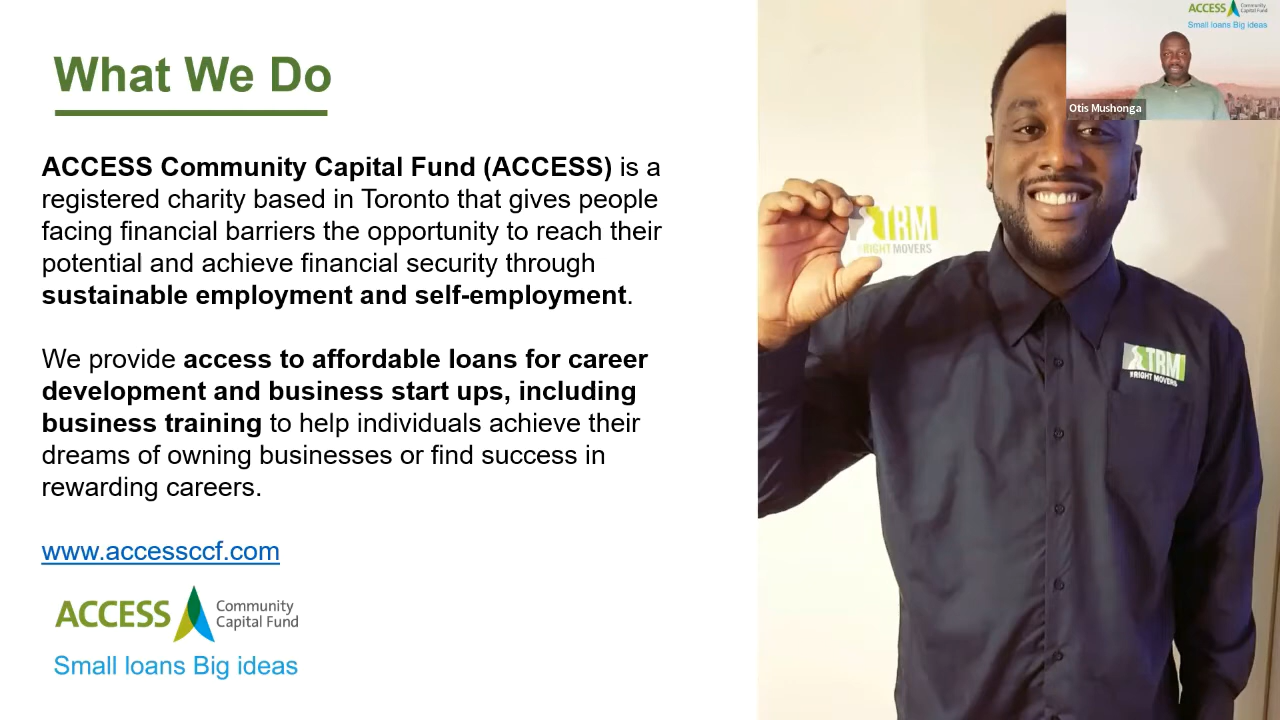 What We Do
ACCESS Community Capital Fund (ACCESS) is a
registered charity based in Toronto that gives people
facing financial barriers the opportunity to reach their
potential and achieve financial security through
sustainable employment and self-employment.
We provide access to affordable loans for career
development and business start ups, including
business training to help individuals achieve their
dreams of owning businesses or find success in
rewarding careers.
www.accessccf.com
ACCESS Community
Capital Fund
Small loans Big ideas
TRM
#RIGHT MOVERS
TRM
#RIGHT MOVERS
ACCESS Community
Capital Fund
Small loans Big ideas
Otis Mushonga